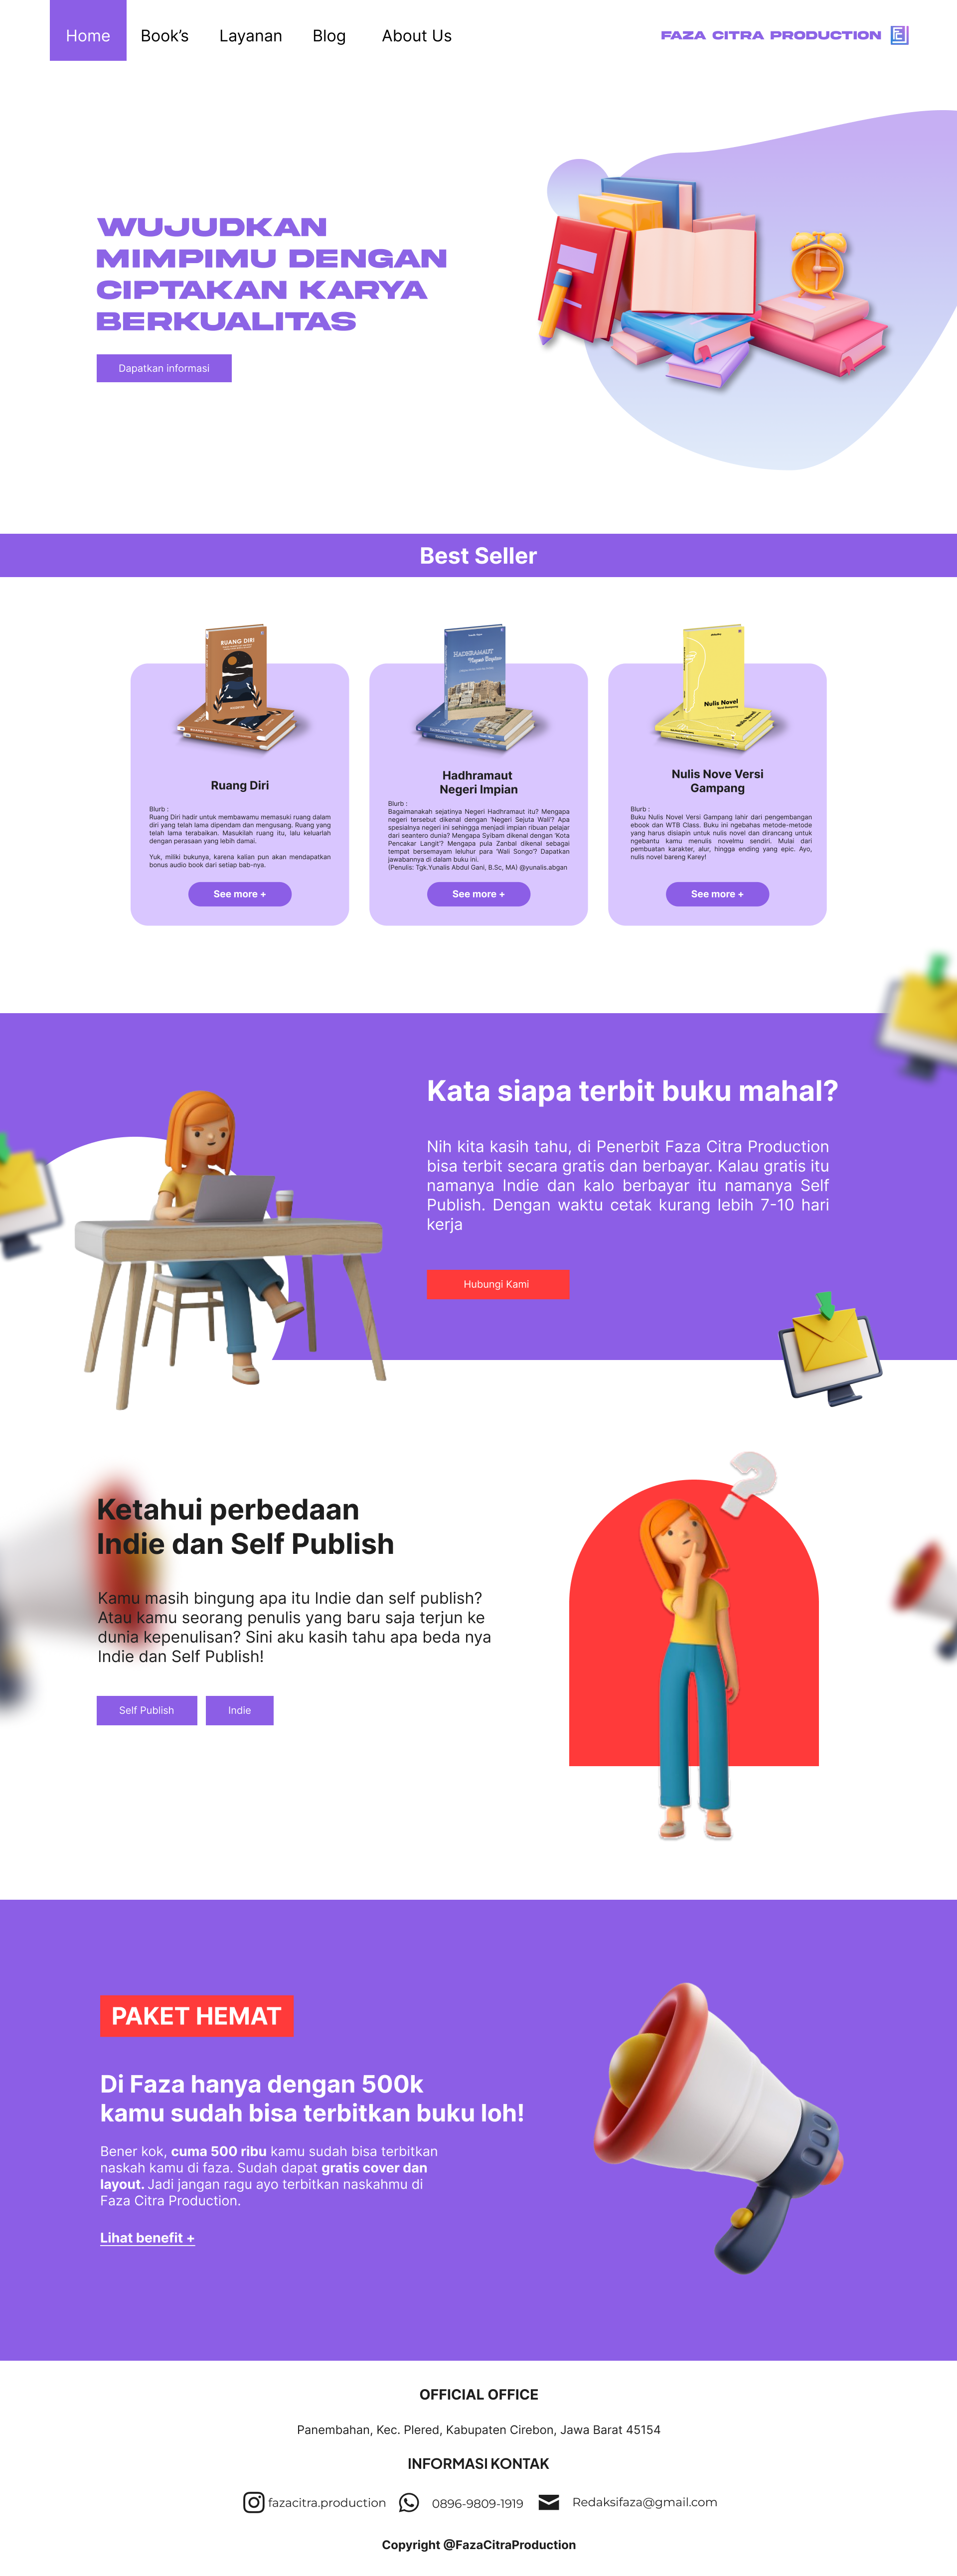 Home Book's Layanan Blog About Us FAZA CITRA PRODUCTION
WUJUDKAN
MIMPIMU DENGAN
CIPTAKAN KARYA
BERKUALITAS
Dapatkan informasi
Best Seller
RUANG DIRI
Ruang Diri
Blurb :
Ruang Diri hadir untuk membawamu memasuki ruang dalam
diri yang telah lama dipendam dan mengusang. Ruang yang
telah lama terabaikan. Masukilah ruang itu, lalu keluarlah
dengan perasaan yang lebih damai.
Yuk, miliki bukunya, karena kalian pun akan mendapatkan
bonus audio book dari setiap bab-nya.
See more +
HADHRAMAUT
Negeri Impian
Hadhramaut
Negeri Impian
Blurb :
Bagaimanakah sejatinya Negeri Hadhramaut itu? Mengapa
negeri tersebut dikenal dengan 'Negeri Sejuta Wali'? Apa
spesialnya negeri ini sehingga menjadi impian ribuan pelajar
dari seantero dunia? Mengapa Syibam dikenal dengan 'Kota
Pencakar Langit'? Mengapa pula Zanbal dikenal sebagai
tempat bersemayam leluhur para 'Wali Songo'? Dapatkan
jawabannya di dalam buku ini.
(Penulis: Tgk.Yunalis Abdul Gani, B.Sc, MA) @yunalis.abgan
See more +
Nulis Novel
Nulis Nove Versi
Gampang
Blurb :
Buku Nulis Novel Versi Gampang lahir dari pengembangan
ebook dan WTB Class. Buku ini ngebahas metode-metode
yang harus disiapin untuk nulis novel dan dirancang untuk
ngebantu kamu menulis novelmu sendiri. Mulai dari
pembuatan karakter, alur, hingga ending yang epic. Ayo,
nulis novel bareng Karey!
See more +
Kata siapa terbit buku mahal?
Nih kita kasih tahu, di Penerbit Faza Citra Production
bisa terbit secara gratis dan berbayar. Kalau gratis itu
namanya Indie dan kalo berbayar itu namanya Self
Publish. Dengan waktu cetak kurang lebih 7-10 hari
kerja
Hubungi Kami
Ketahui perbedaan
Indie dan Self Publish
Kamu masih bingung apa itu Indie dan self publish?
Atau kamu seorang penulis yang baru saja terjun ke
dunia kepenulisan? Sini aku kasih tahu apa beda nya
Indie dan Self Publish!
Self Publish Indie
PAKET HEMAT
Di Faza hanya dengan 500k
kamu sudah bisa terbitkan buku loh!
Bener kok, cuma 500 ribu kamu sudah bisa terbitkan
naskah kamu di faza. Sudah dapat gratis cover dan
layout. Jadi jangan ragu ayo terbitkan naskahmu di
Faza Citra Production.
Lihat benefit +
OFFICIAL OFFICE
Panembahan, Kec. Plered, Kabupaten Cirebon, Jawa Barat 45154
INFORMASI KONTAK
fazacitra.production 0896-9809-1919 Redaksifaza@gmail.com
Copyright @FazaCitraProduction